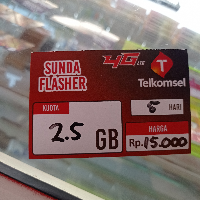 SUNDA
FLASHER
4G LTE
Telkomsel
KUOTA
5 HARI
2.5 GB
HARGA
Rp. 15.000